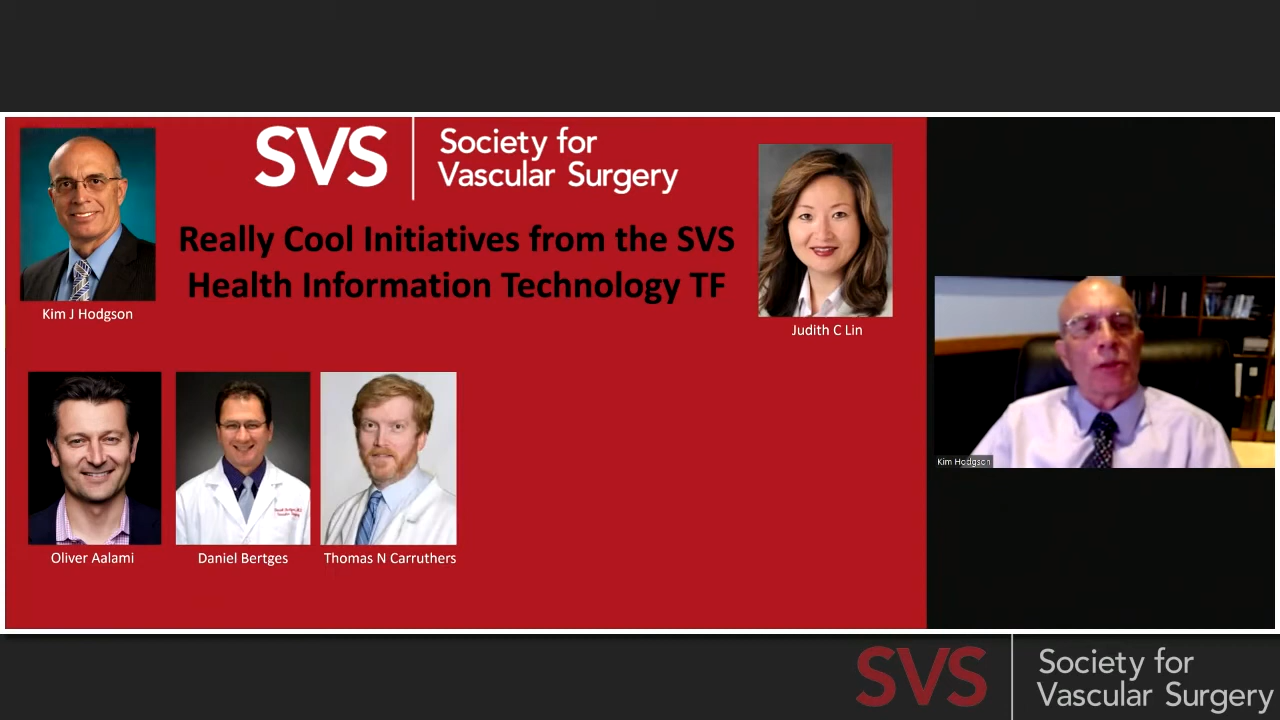 SVS
Society for
Vascular Surgery
Really Cool Initiatives from the SVS
Health Information Technology TF
Kim J Hodgson
Judith C Lin
Kim Hodgson
Oliver Aalami
Daniel Bertges
Thomas N Carruthers
SVS
Society for
Vascular Surgery